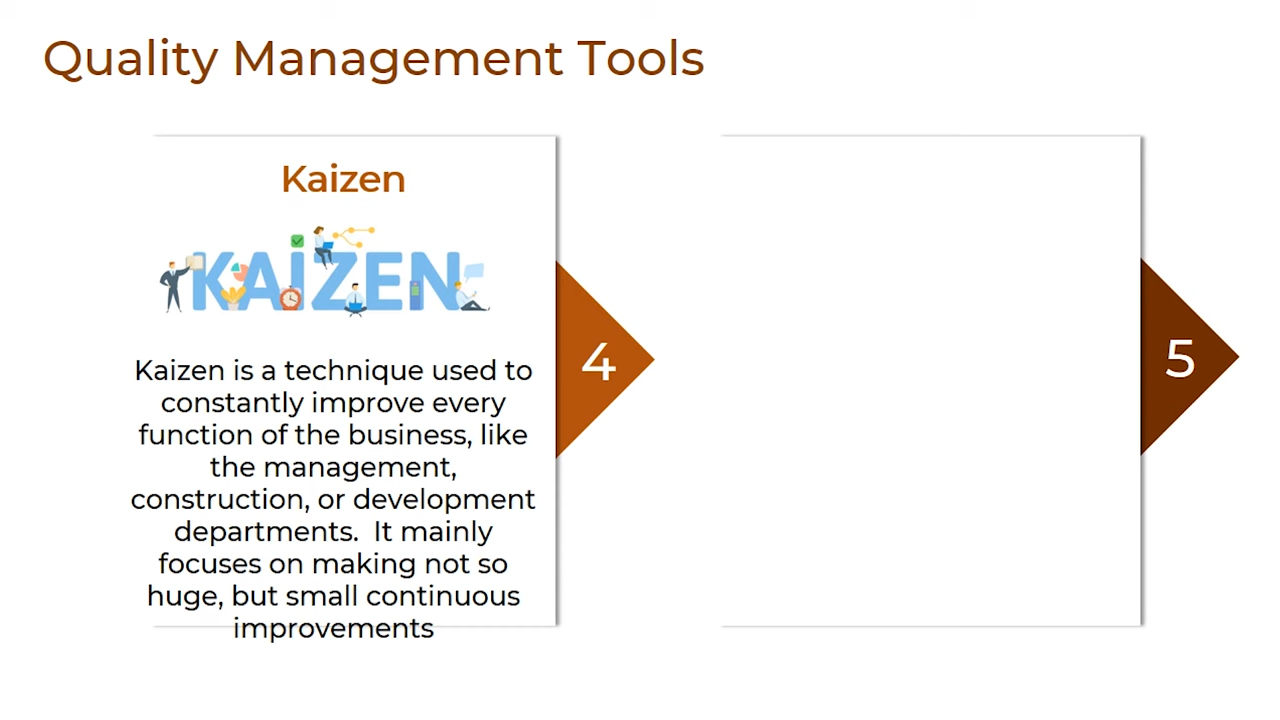 Quality Management Tools
Kaizen
KAiZEN
Kaizen is a technique used to
constantly improve every
function of the business, like
the management,
construction, or development
departments.  It mainly
focuses on making not so
huge, but small continuous
improvements
4
5